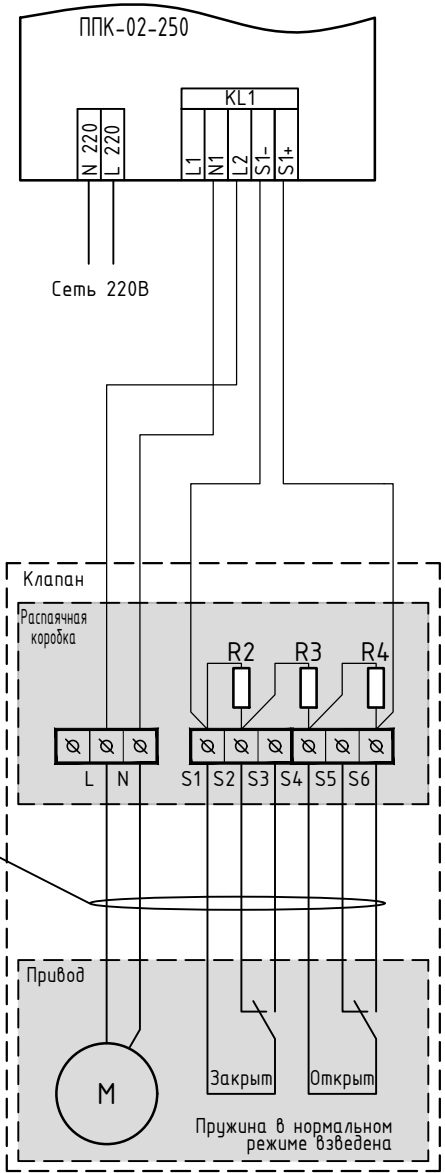 ППК-02-250
KL1
N 220
L 220
L1
N1
L2
S1-
S1+
Сеть 220В
Клапан
Распаячная
коробка
R2
R3
R4
L
N
S1
S2
S3
S4
S5
S6
Привод
M
Закрыт
Открыт
Пружина в нормальном
режиме взведена